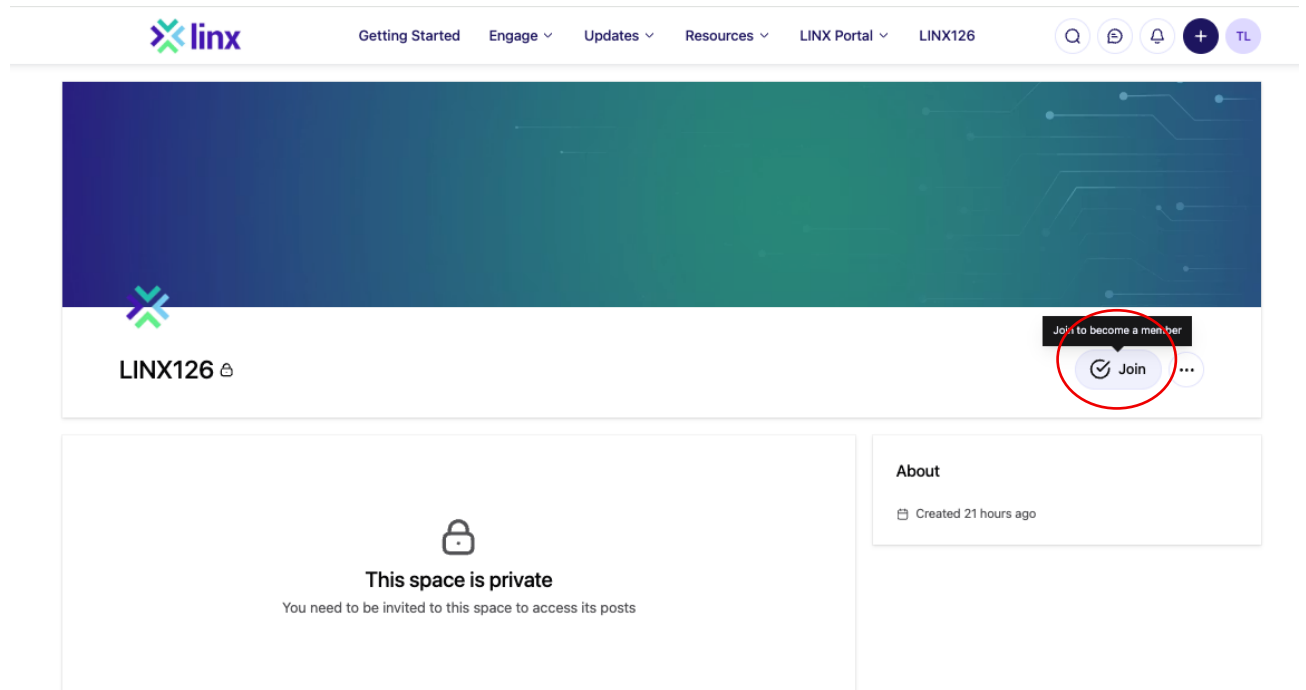 linx
Getting Started Engage Updates Resources LINX Portal LINX126 TL
Join to become a member
LINX126
Join
About
Created 21 hours ago
This space is private
You need to be invited to this space to access its posts